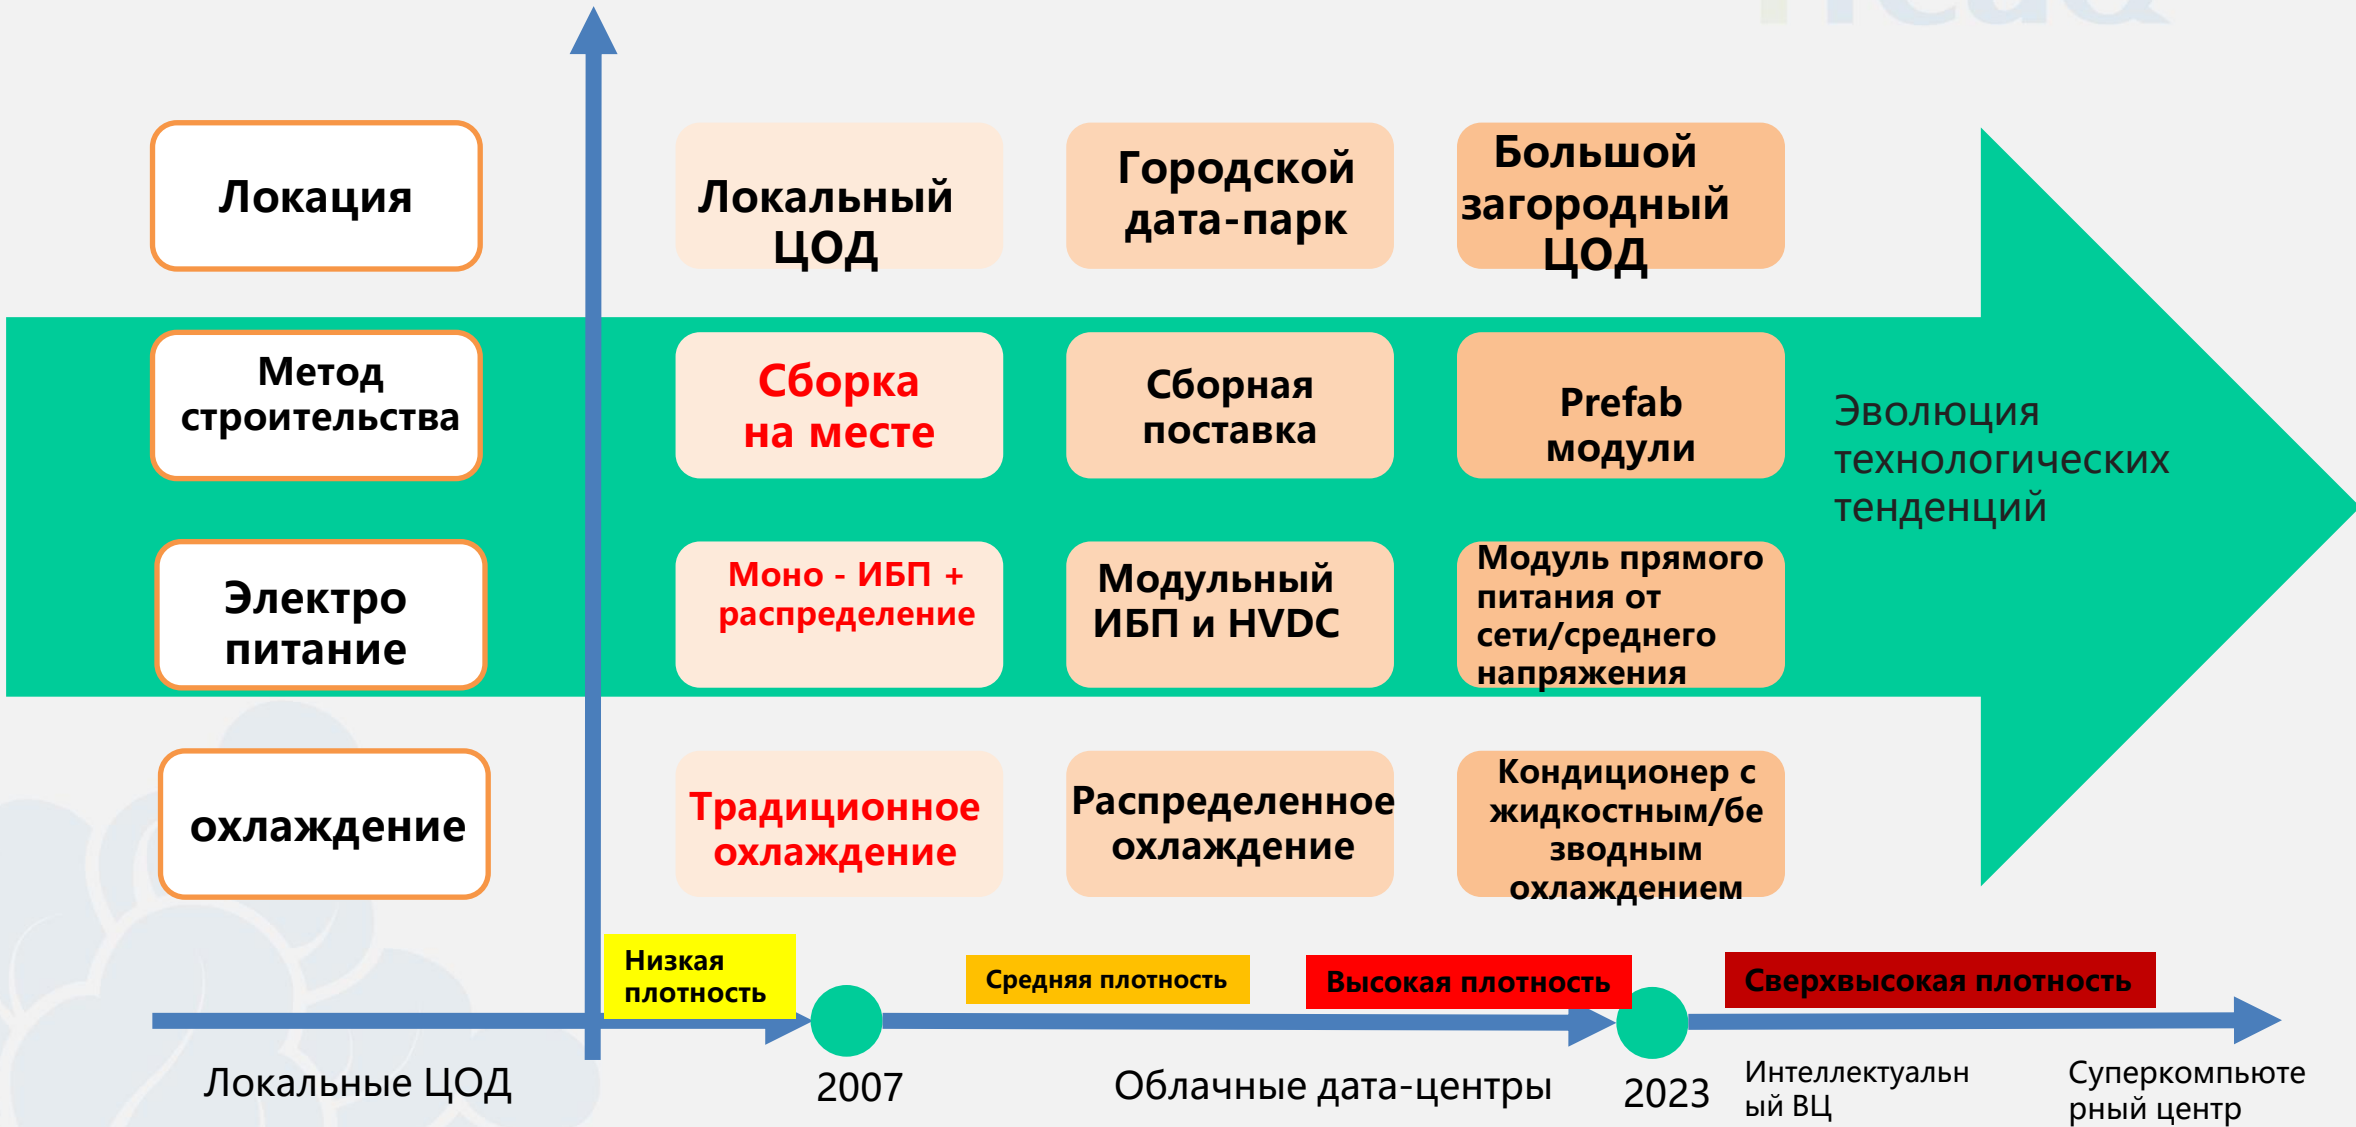 Локация
Локальный
ЦОД
Городской
дата-парк
Большой
загородный
ЦОД
Метод
строительства
Сборка
на месте
Сборная
поставка
Prefab
модули
Эволюция
технологических
тенденций
Электро
питание
Моно - ИБП +
распределение
Модульный
ИБП и HVDC
Модуль прямого
питания от
сети/среднего
напряжения
охлаждение
Традиционное
охлаждение
Распределенное
охлаждение
Кондиционер с
жидкостным/бе
зводным
охлаждением
Низкая
плотность
Средняя плотность
Высокая плотность
Сверхвысокая плотность
Локальные ЦОД
2007
Облачные дата-центры
2023
Интеллектуальн
ый ВЦ
Суперкомпьюте
рный центр